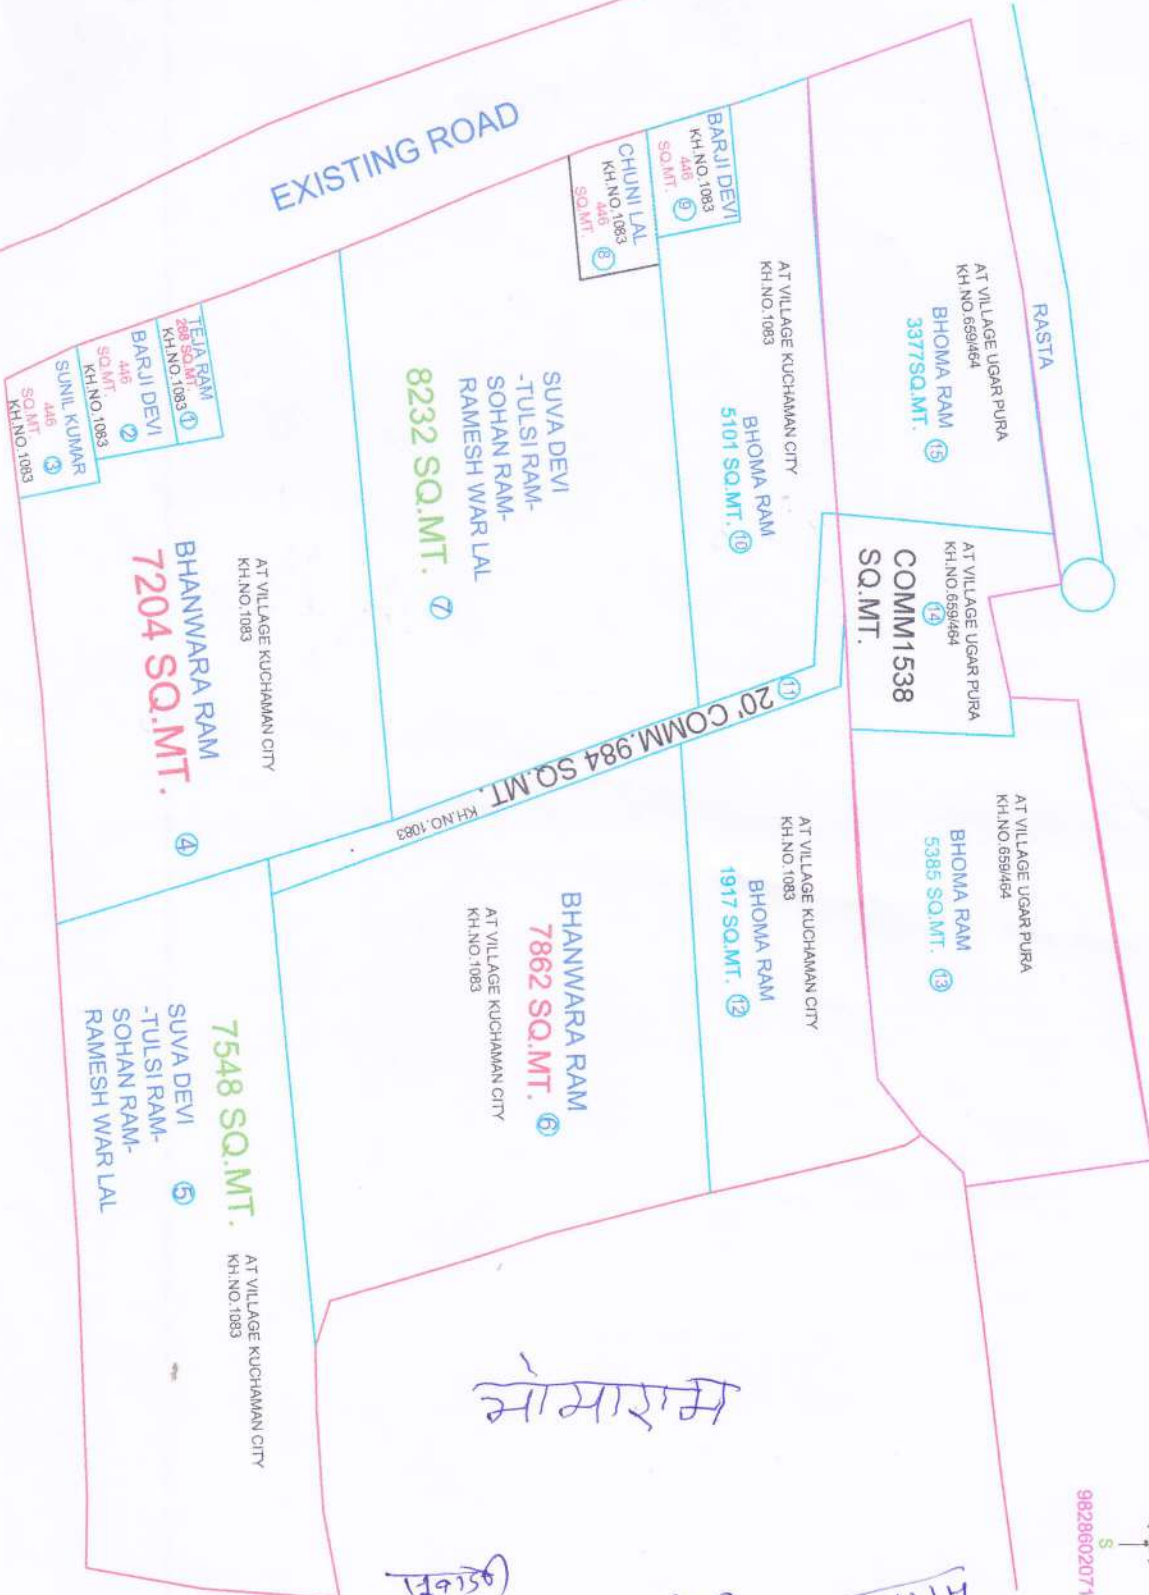 RASTA
AT VILLAGE UGAR PURA
KH.NO.659/464
BHOMA RAM
3377SQ.MT. 15
AT VILLAGE UGAR PURA
KH.NO.659/464
14
COMM1538
SQ.MT.
AT VILLAGE UGAR PURA
KH.NO.659/464
BHOMA RAM
5385 SQ.MT. 13
EXISTING ROAD
BARJI DEVI
KH.NO.1083
446 9
SQ.MT.
CHUNI LAL
KH.NO.1083
446 8
SQ.MT.
AT VILLAGE KUCHAMAN CITY
KH.NO.1083
BHOMA RAM
5101 SQ.MT. 10
11
20' COMM.984 SQ.MT.
KH.NO.1083
AT VILLAGE KUCHAMAN CITY
KH.NO.1083
BHOMA RAM
1917 SQ.MT. 12
SUVA DEVI
-TULSI RAM-
SOHAN RAM-
RAMESH WAR LAL
8232 SQ.MT. 7
BHANWARA RAM
7862 SQ.MT. 6
AT VILLAGE KUCHAMAN CITY
KH.NO.1083
TEJA RAM
268 SQ.MT.
KH.NO.1083 1
BARJI DEVI
446 2
SQ.MT.
KH.NO.1083
SUNIL KUMAR
446 3
SQ.MT.
KH.NO.1083
AT VILLAGE KUCHAMAN CITY
KH.NO.1083
BHANWARA RAM
7204 SQ.MT. 4
AT VILLAGE KUCHAMAN CITY
KH.NO.1083
7548 SQ.MT.
SUVA DEVI 5
-TULSI RAM-
SOHAN RAM-
RAMESH WAR LAL
भोमाराम
S
9828602071